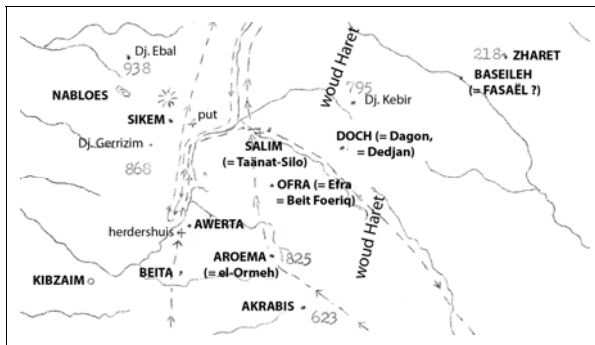 Dj. Ebal
938
NABLOES
SIKEM
put
Dj. Gerrizim
868
woud Haret
795
Dj. Kebir
218
ZHARET
BASEILEH
(= FASAËL ?)
SALIM
(= Taänat-Silo)
DOCH (= Dagon,
= Dedjan)
OFRA (= Efra
= Beit Foeriq)
woud Haret
herdershuis
AWERTA
AROEMA
(= el-Ormeh)
825
BEITA
KIBZAIM
AKRABIS
623